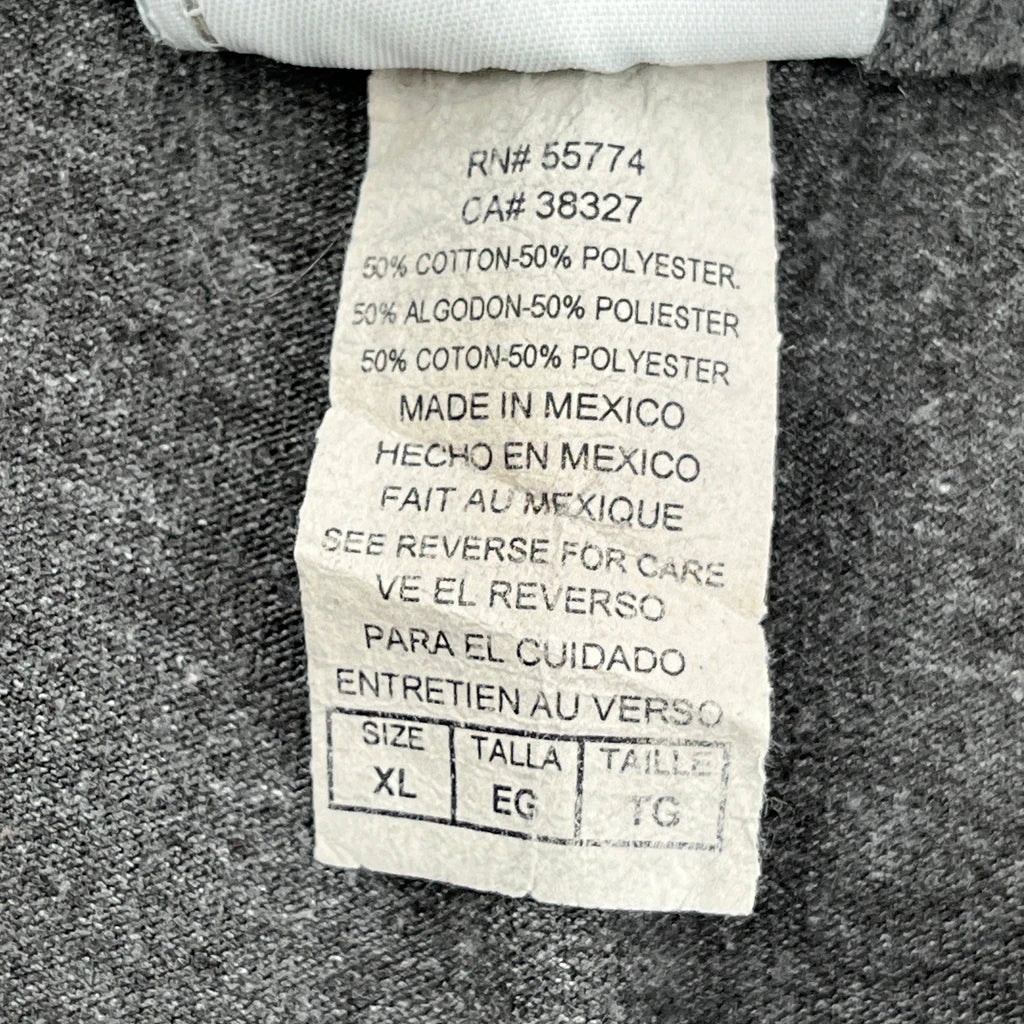 RN# 55774
CA# 38327
50% COTTON-50% POLYESTER.
50% ALGODON-50% POLIESTER
50% COTON-50% POLYESTER
MADE IN MEXICO
HECHO EN MEXICO
FAIT AU MEXIQUE
SEE REVERSE FOR CARE
VE EL REVERSO
PARA EL CUIDADO
ENTRETIEN AU VERSO
SIZE TALLA TAILLE
XL EG TG